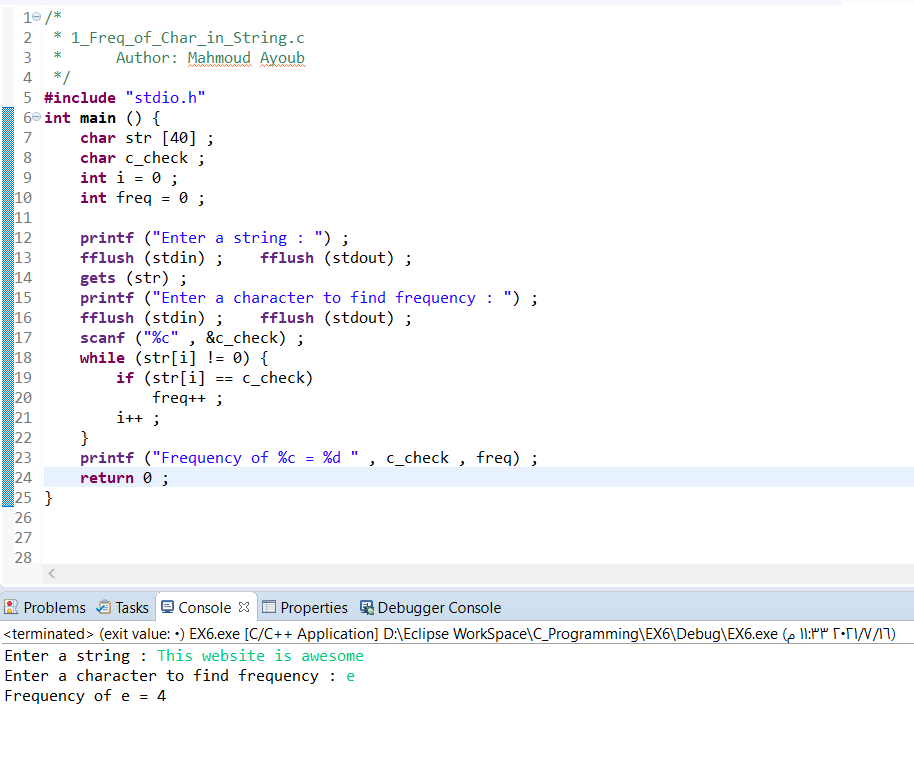 1 /*
2  * 1_Freq_of_Char_in_String.c
3  *      Author: Mahmoud Ayoub
4  */
5 #include "stdio.h"
6 int main () {
7     char str [40] ;
8     char c_check ;
9     int i = 0 ;
10     int freq = 0 ;
11
12     printf ("Enter a string : ") ;
13     fflush (stdin) ;    fflush (stdout) ;
14     gets (str) ;
15     printf ("Enter a character to find frequency : ") ;
16     fflush (stdin) ;    fflush (stdout) ;
17     scanf ("%c" , &c_check) ;
18     while (str[i] != 0) {
19         if (str[i] == c_check)
20             freq++ ;
21         i++ ;
22     }
23     printf ("Frequency of %c = %d " , c_check , freq) ;
24     return 0 ;
25 }
26
27
28
Problems Tasks Console Properties Debugger Console
<terminated> (exit value: ٠) EX6.exe [C/C++ Application] D:\Eclipse WorkSpace\C_Programming\EX6\Debug\EX6.exe (٢٠٢١/٧/١٦ ١١:٣٣ م)
Enter a string : This website is awesome
Enter a character to find frequency : e
Frequency of e = 4